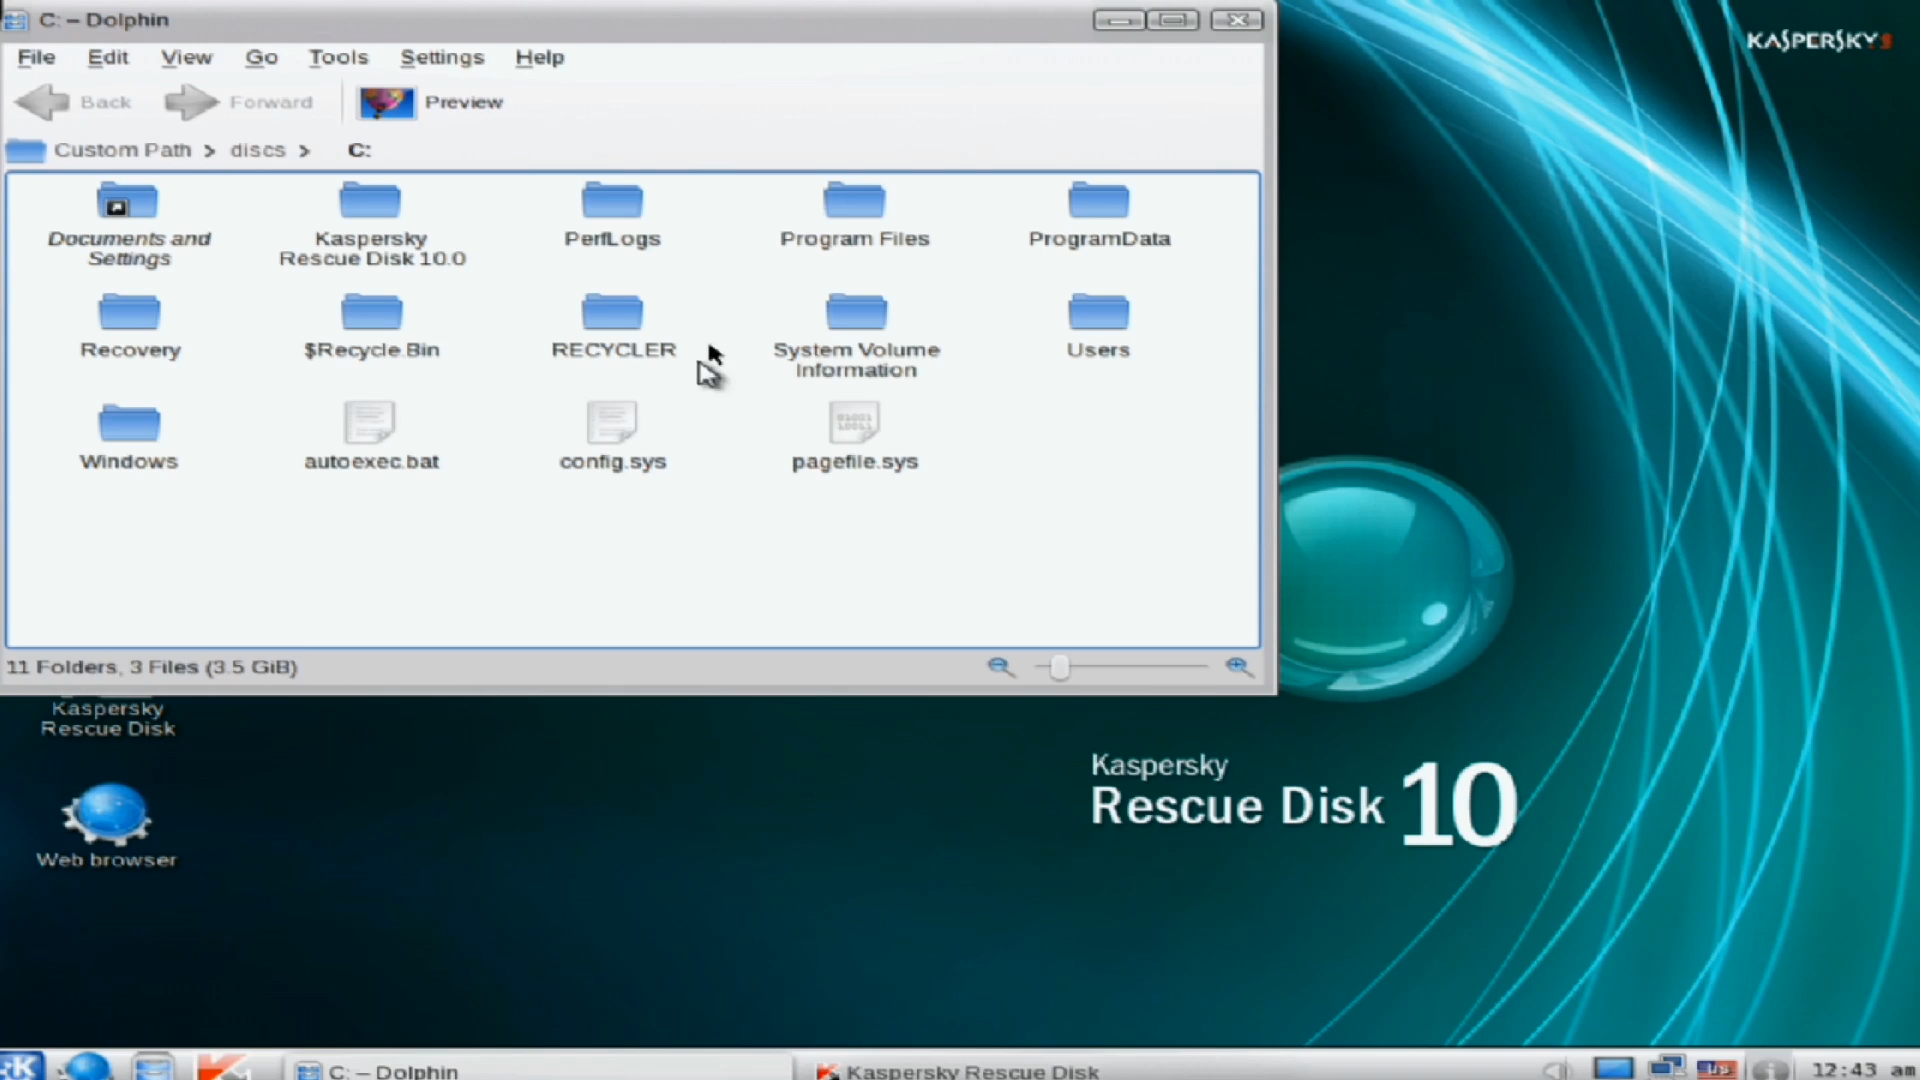 C: – Dolphin
File Edit View Go Tools Settings Help
Back Forward Preview
Custom Path > discs > C:
Documents and Settings
Kaspersky Rescue Disk 10.0
PerfLogs
Program Files
ProgramData
Recovery
$Recycle.Bin
RECYCLER
System Volume Information
Users
Windows
autoexec.bat
config.sys
pagefile.sys
11 Folders, 3 Files (3.5 GiB)
KASPERSKY
Kaspersky
Rescue Disk
Web browser
Kaspersky
Rescue Disk 10
C: – Dolphin
Kaspersky Rescue Disk
us
12:43 am